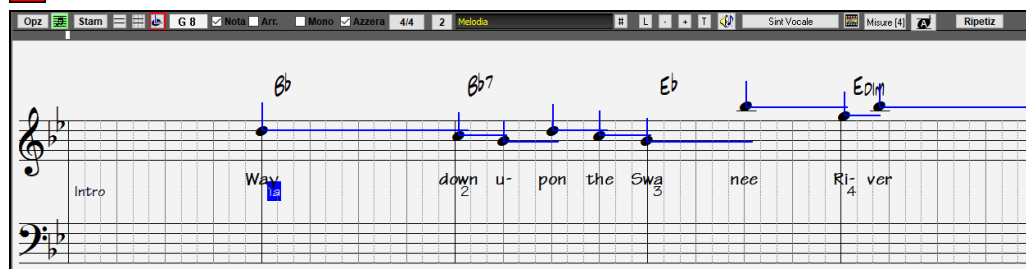 Opz Stam G 8 Nota Arr. Mono Azzera 4/4 2 Melodia # L · + T Sint Vocale Misure [4] A Ripetiz
Bb Bb7 Eb EDIM
Way down u- pon the Swa nee Ri- ver
Intro 1a 2 3 4